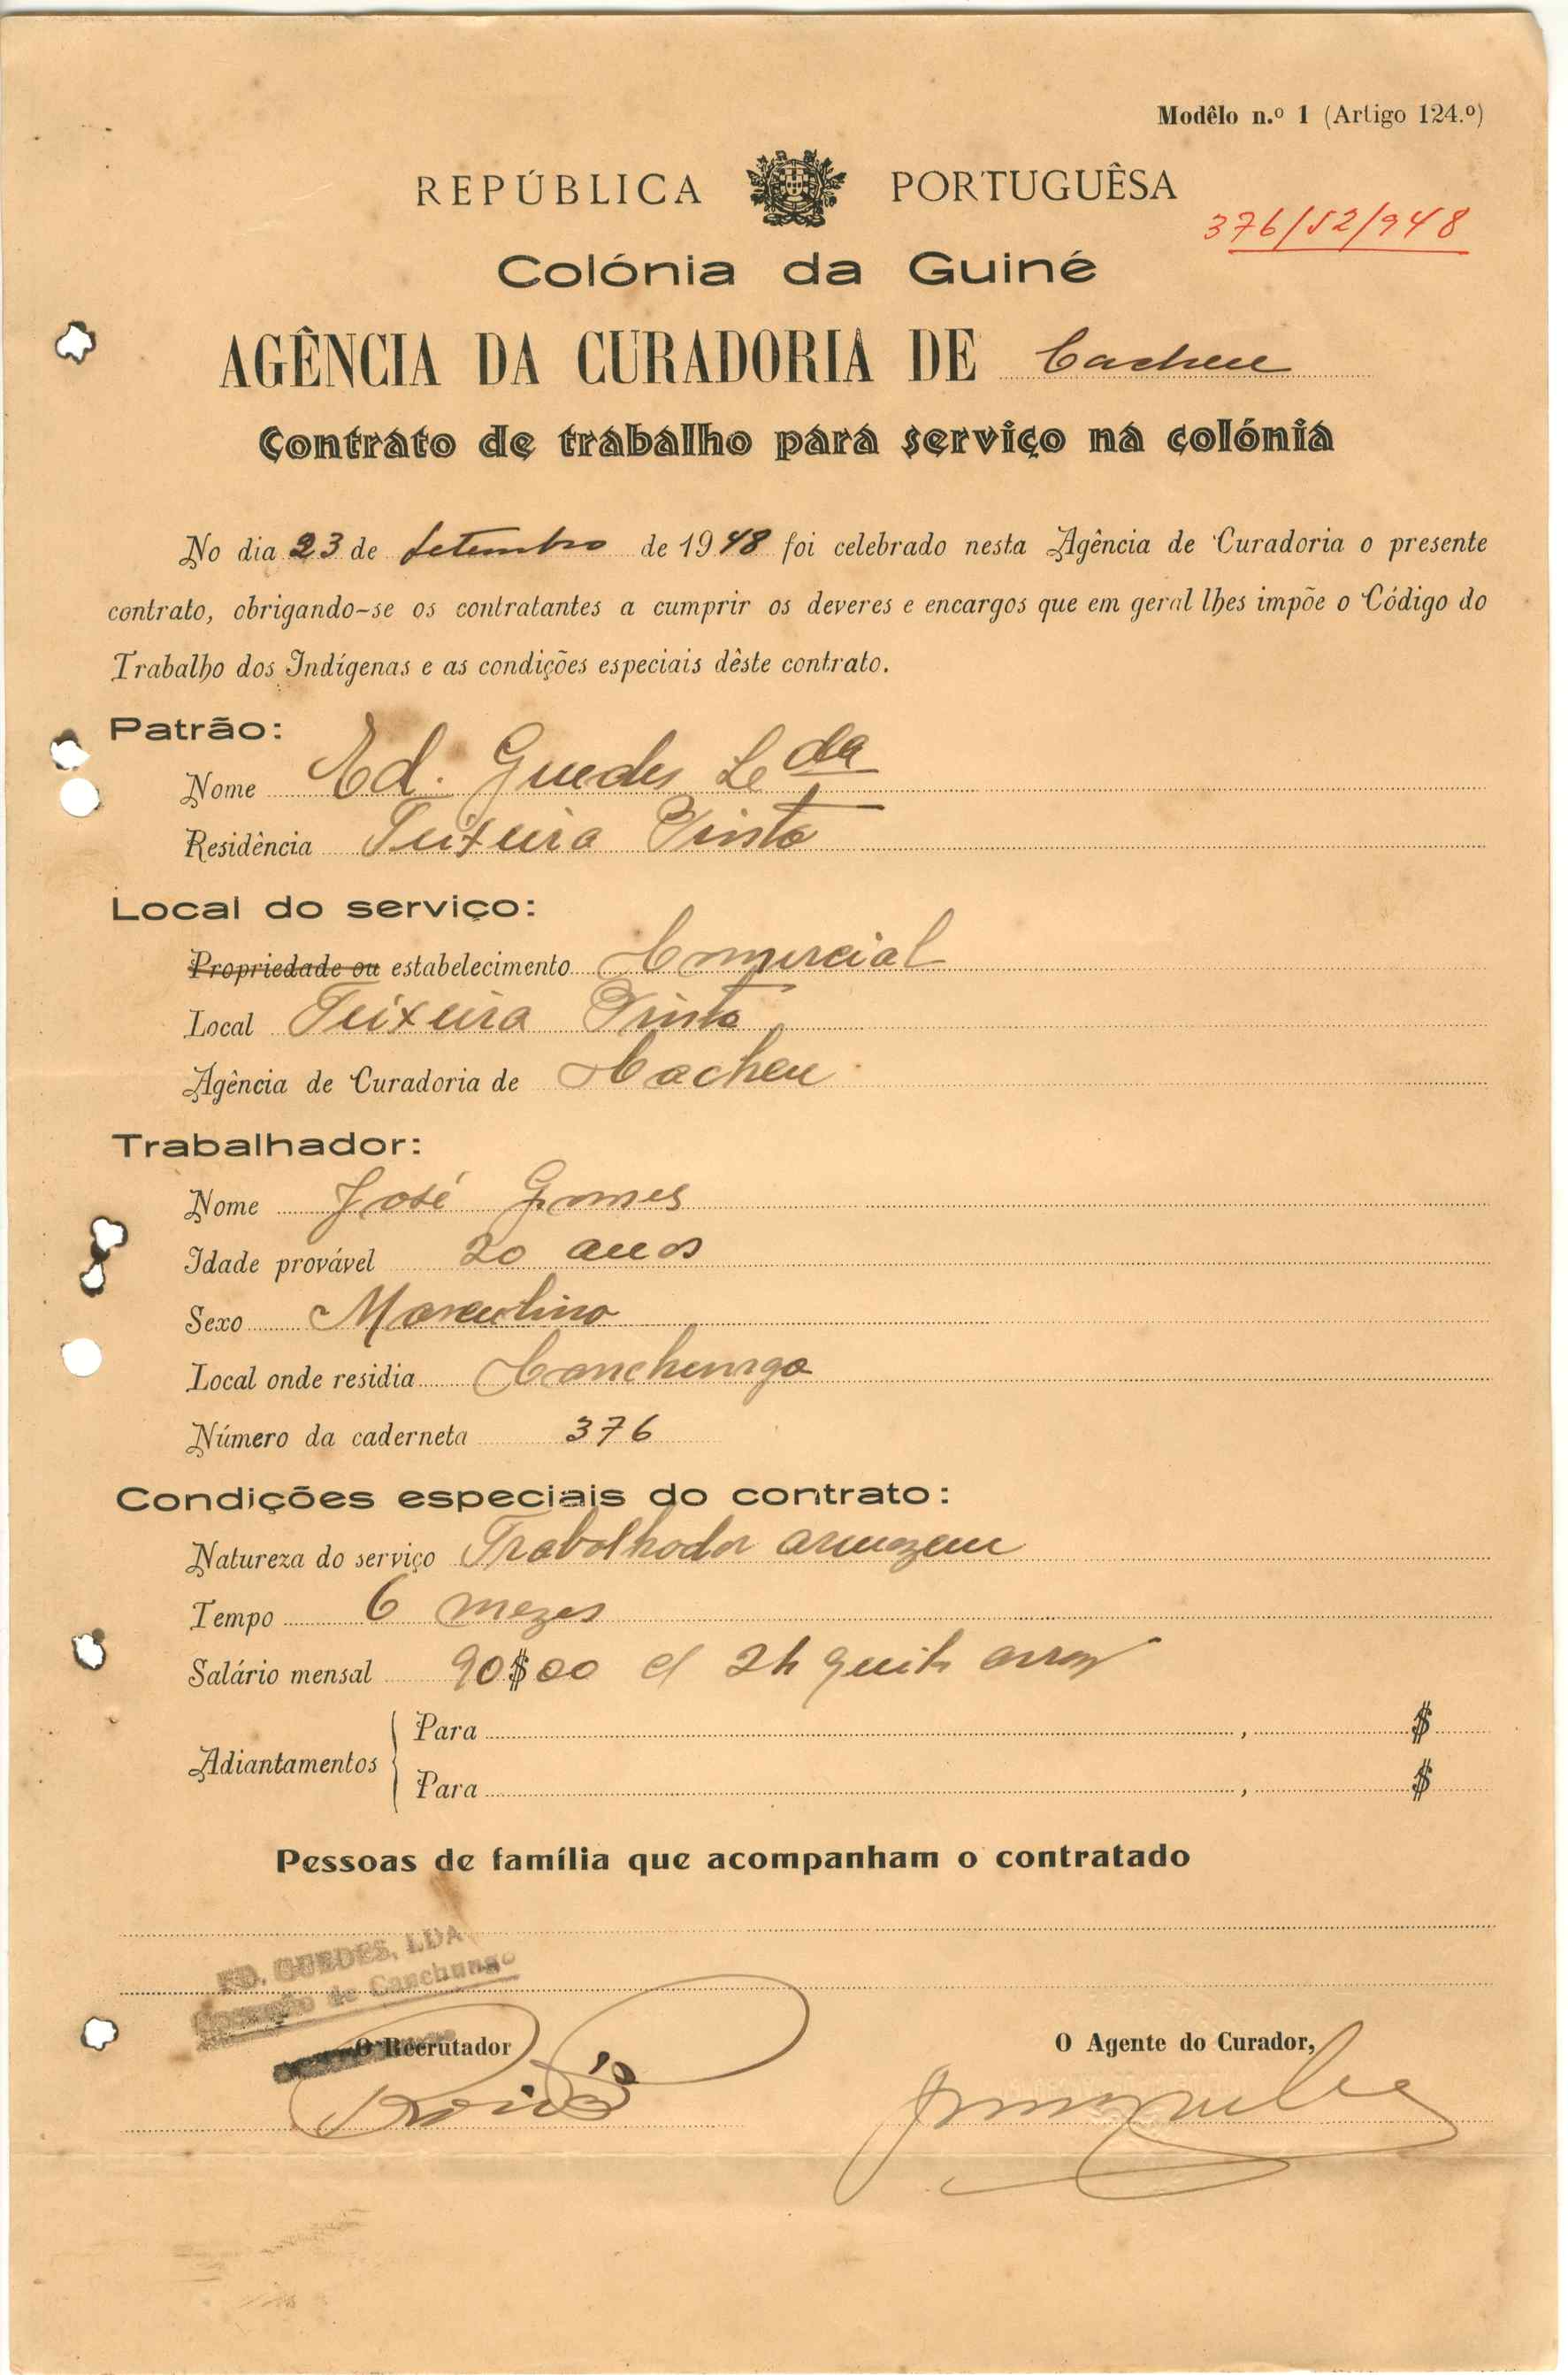 Modêlo n.º 1 (Artigo 124.º)
REPÚBLICA PORTUGUÊSA
376/52/948
Colónia da Guiné
AGÊNCIA DA CURADORIA DE Cacheu
Contrato de trabalho para serviço na colónia
No dia 23 de Setembro de 1948 foi celebrado nesta Agência de Curadoria o presente
contrato, obrigando-se os contratantes a cumprir os deveres e encargos que em geral lhes impõe o Código do
Trabalho dos Indígenas e as condições especiais dêste contrato.
Patrão:
Nome Ed. Guedes Lda
Residência Teixeira Pinto
Local do serviço:
Propriedade ou estabelecimento Comercial
Local Teixeira Pinto
Agência de Curadoria de Cacheu
Trabalhador:
Nome José Gomes
Idade provável 20 anos
Sexo Masculino
Local onde residia Canchungo
Número da caderneta 376
Condições especiais do contrato:
Natureza do serviço Trabalhador armazem
Tempo 6 mezes
Salário mensal 90$00 arroz
Adiantamentos
Para , $
Para , $
Pessoas de família que acompanham o contratado
ED. GUEDES, LDA
de Canchungo
O Recrutador
O Agente do Curador,